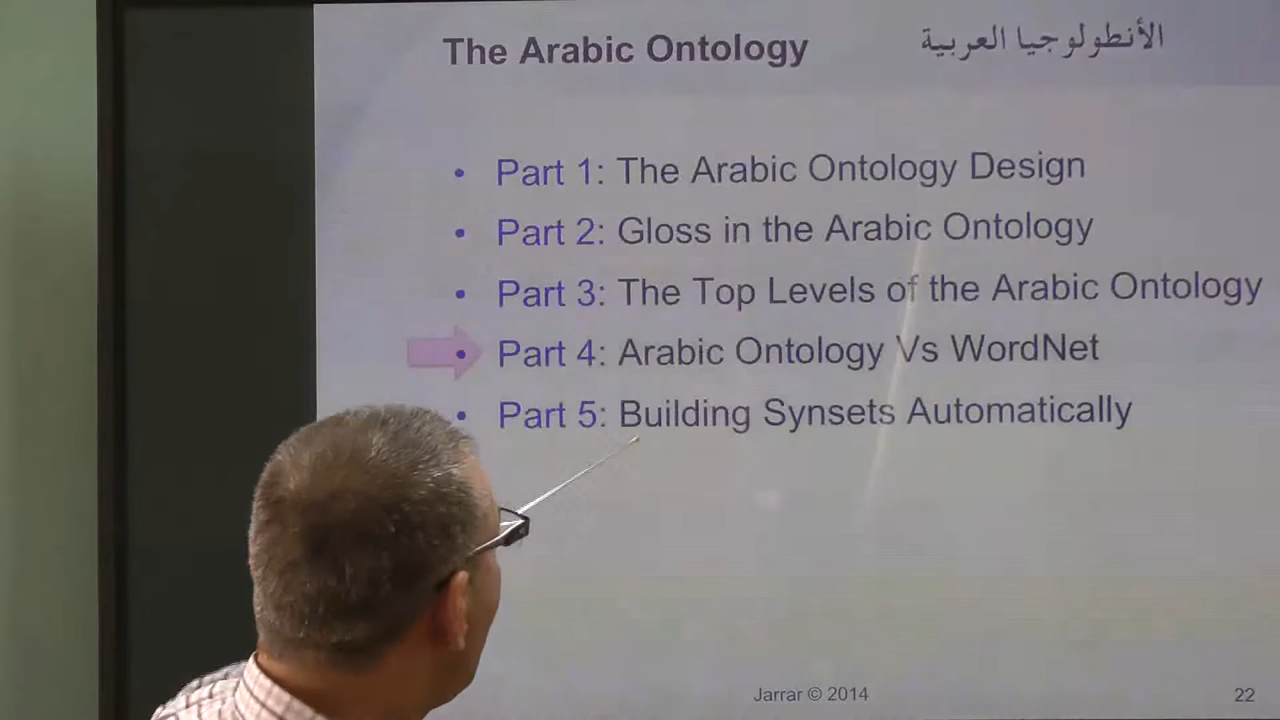 The Arabic Ontology
الأنطولوجيا العربية
• Part 1: The Arabic Ontology Design
• Part 2: Gloss in the Arabic Ontology
• Part 3: The Top Levels of the Arabic Ontology
• Part 4: Arabic Ontology Vs WordNet
• Part 5: Building Synsets Automatically
Jarrar © 2014
22